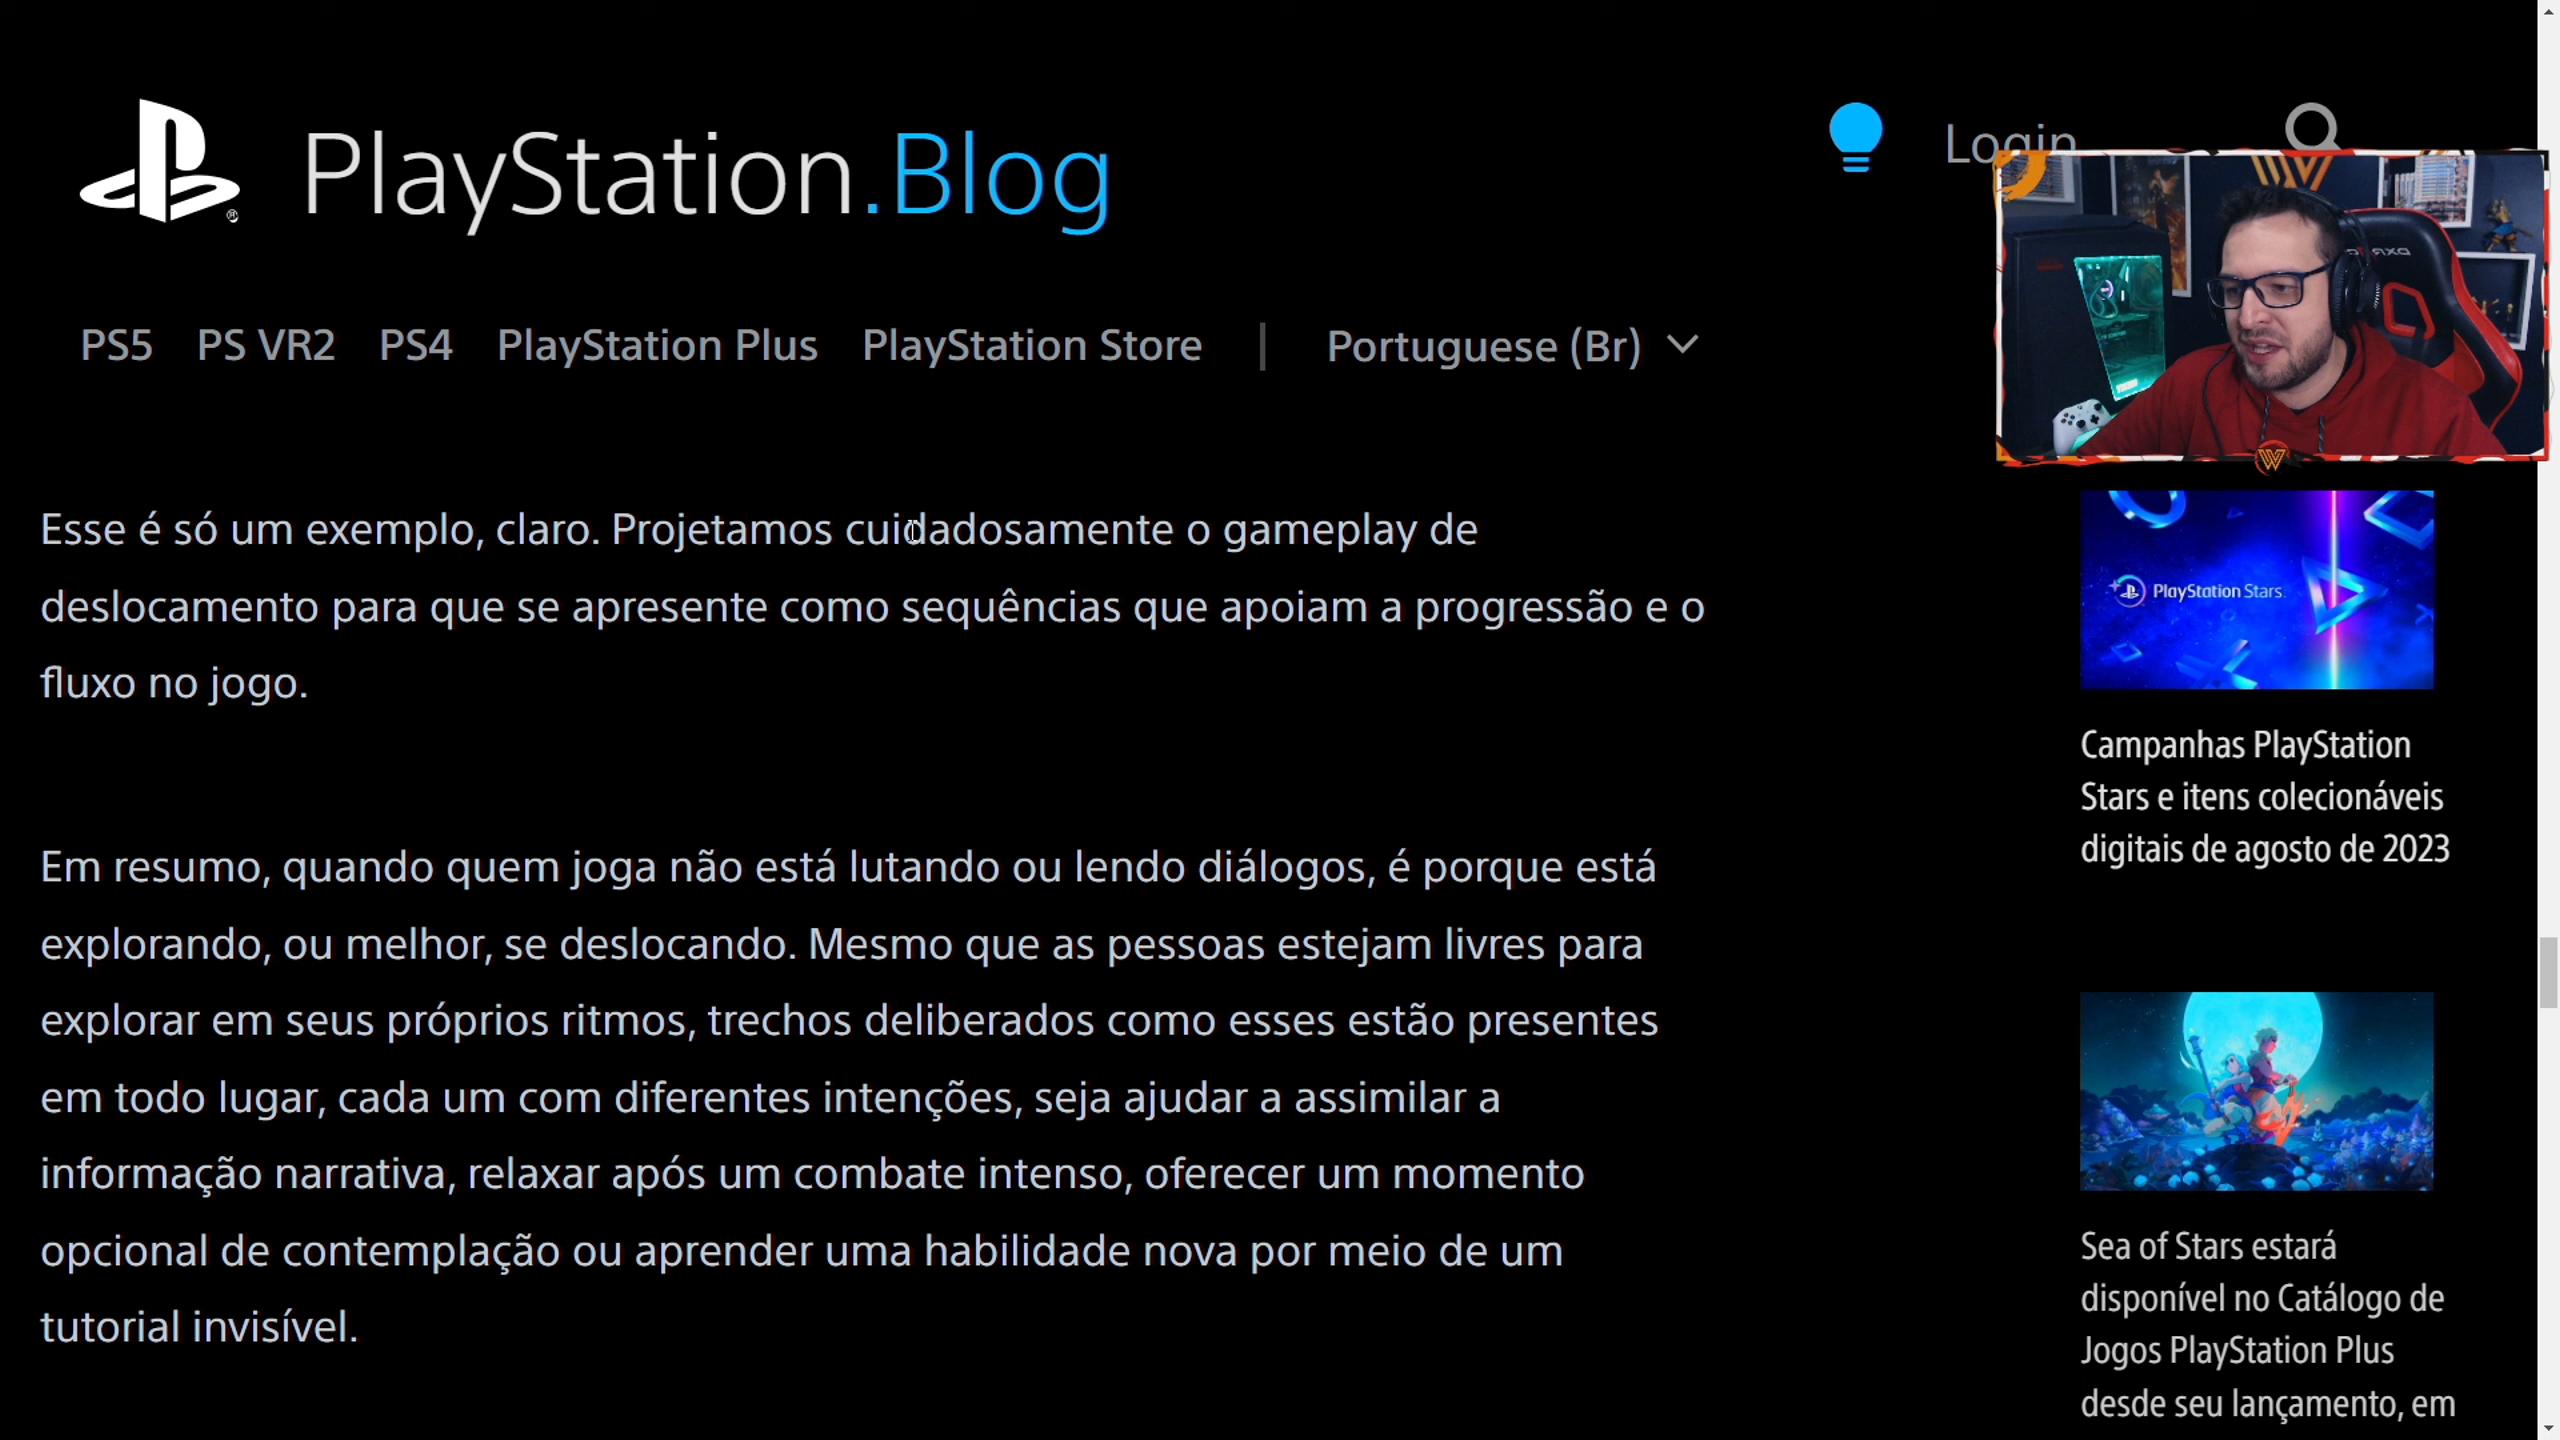 PlayStation.Blog
Login
PS5 PS VR2 PS4 PlayStation Plus PlayStation Store | Portuguese (Br)
Esse é só um exemplo, claro. Projetamos cuidadosamente o gameplay de
deslocamento para que se apresente como sequências que apoiam a progressão e o
fluxo no jogo.
Em resumo, quando quem joga não está lutando ou lendo diálogos, é porque está
explorando, ou melhor, se deslocando. Mesmo que as pessoas estejam livres para
explorar em seus próprios ritmos, trechos deliberados como esses estão presentes
em todo lugar, cada um com diferentes intenções, seja ajudar a assimilar a
informação narrativa, relaxar após um combate intenso, oferecer um momento
opcional de contemplação ou aprender uma habilidade nova por meio de um
tutorial invisível.
PlayStation Stars
Campanhas PlayStation
Stars e itens colecionáveis
digitais de agosto de 2023
Sea of Stars estará
disponível no Catálogo de
Jogos PlayStation Plus
desde seu lançamento, em